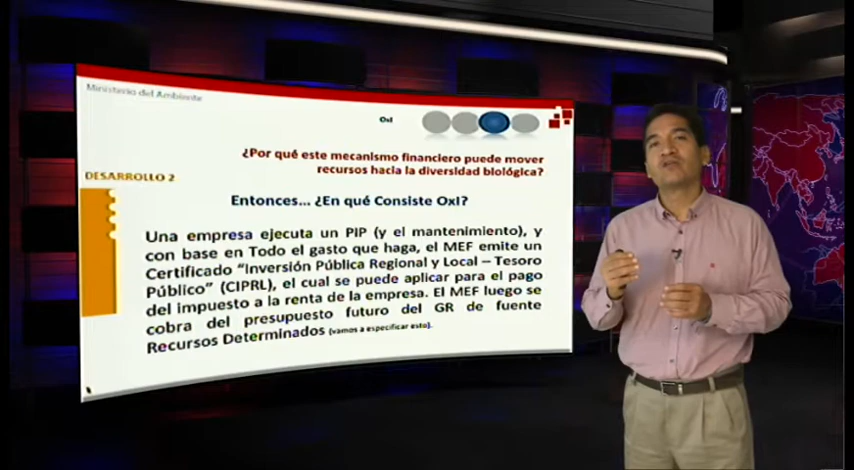 Ministerio del Ambiente
OxI
¿Por qué este mecanismo financiero puede mover
recursos hacia la diversidad biológica?
DESARROLLO 2
Entonces... ¿En qué Consiste OxI?
Una empresa ejecuta un PIP (y el mantenimiento), y
con base en Todo el gasto que haga, el MEF emite un
Certificado "Inversión Pública Regional y Local – Tesoro
Público" (CIPRL), el cual se puede aplicar para el pago
del impuesto a la renta de la empresa. El MEF luego se
cobra del presupuesto futuro del GR de fuente
Recursos Determinados (vamos a especificar esto).